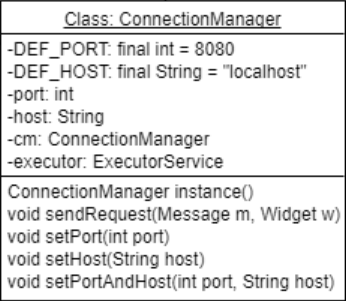 Class: ConnectionManager
-DEF_PORT: final int = 8080
-DEF_HOST: final String = "localhost"
-port: int
-host: String
-cm: ConnectionManager
-executor: ExecutorService
ConnectionManager instance()
void sendRequest(Message m, Widget w)
void setPort(int port)
void setHost(String host)
void setPortAndHost(int port, String host)